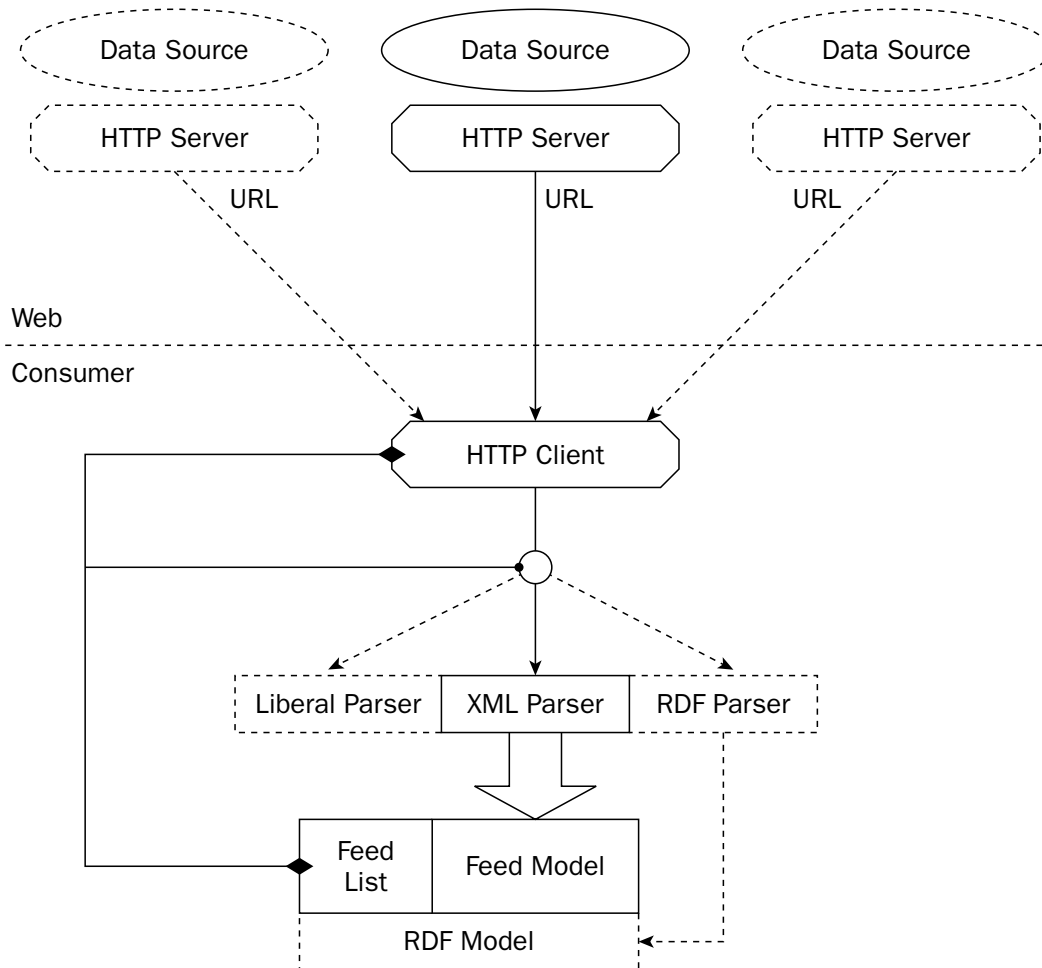 Data Source
Data Source
Data Source
HTTP Server
HTTP Server
HTTP Server
URL
URL
URL
Web
Consumer
HTTP Client
Liberal Parser
XML Parser
RDF Parser
Feed
List
Feed Model
RDF Model